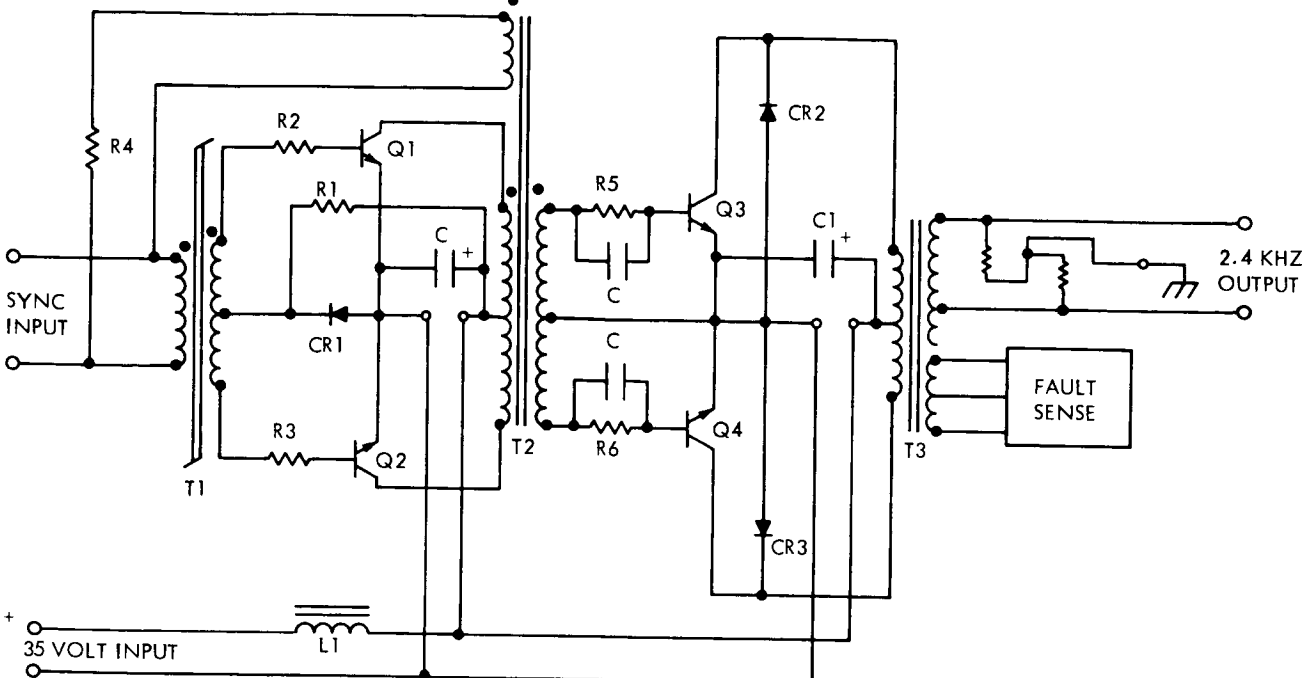 R4
R2
Q1
R1
C
+
CR1
R3
Q2
T1
SYNC
INPUT
T2
R5
C
Q3
C
R6
Q4
CR2
C1
+
CR3
T3
2.4 KHZ
OUTPUT
FAULT
SENSE
+
35 VOLT INPUT
L1